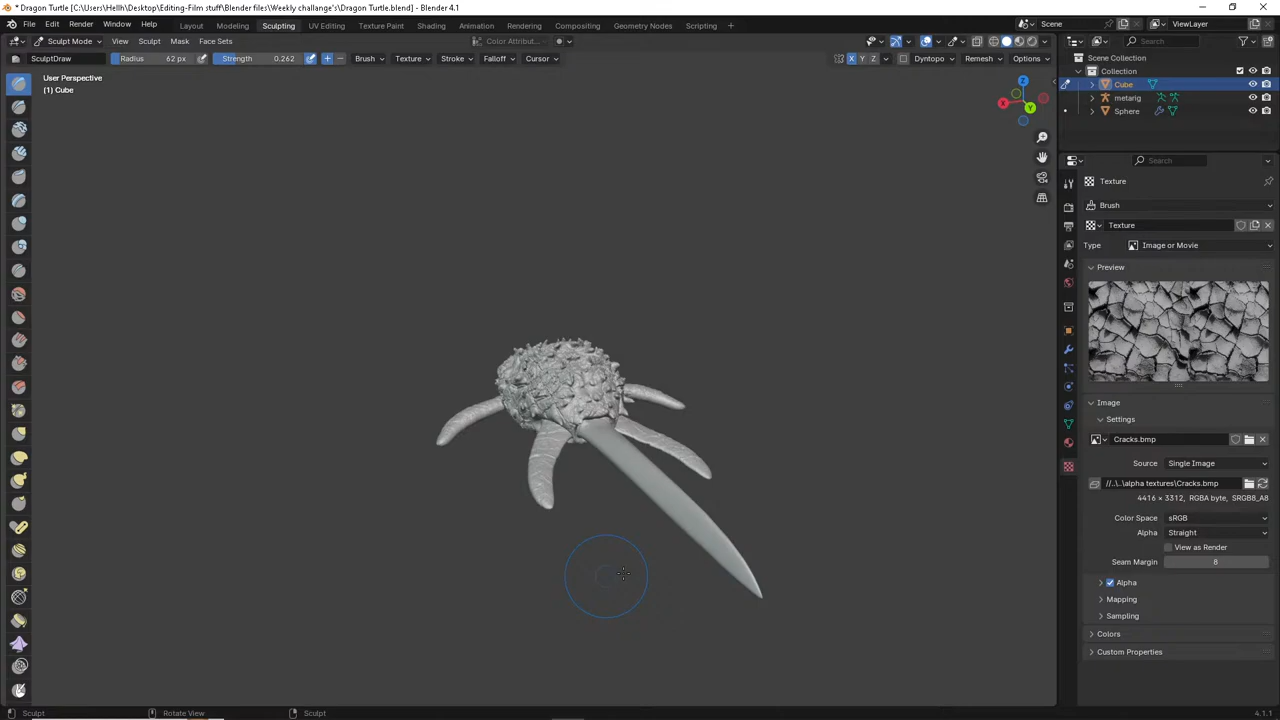 * Dragon Turtle* [C:\Users\Hellh\Desktop\Editing-Film stuff\Blender files\Weekly challange's\Dragon Turtle.blend] - Blender 4.1
File Edit Render Window Help Layout Modeling Sculpting UV Editing Texture Paint Shading Animation Rendering Compositing Geometry Nodes Scripting + Scene ViewLayer
Sculpt Mode View Sculpt Mask Face Sets Color Attribut... Search
SculptDraw Radius 62 px Strength 0.262 Brush Texture Stroke Falloff Cursor X Y Z Dyntopo Remesh Options
User Perspective
(1) Cube
Z
X
Y
Scene Collection
Collection
Cube
metarig
Sphere
Search
Texture
Brush
Texture
Type Image or Movie
Preview
Image
Settings
Cracks.bmp
Source Single Image
//..\..\alpha textures\Cracks.bmp
4416 × 3312, RGBA byte, SRGB8_A8
Color Space sRGB
Alpha Straight
View as Render
Seam Margin 8
Alpha
Mapping
Sampling
Colors
Custom Properties
Sculpt Rotate View Sculpt 4.1.1